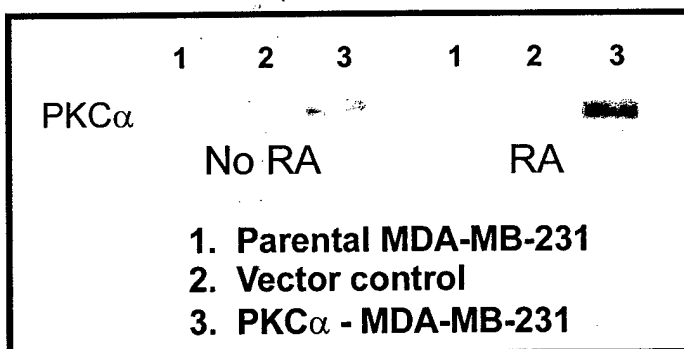 1 2 3 1 2 3
PKCα
No RA RA
1. Parental MDA-MB-231
2. Vector control
3. PKCα - MDA-MB-231